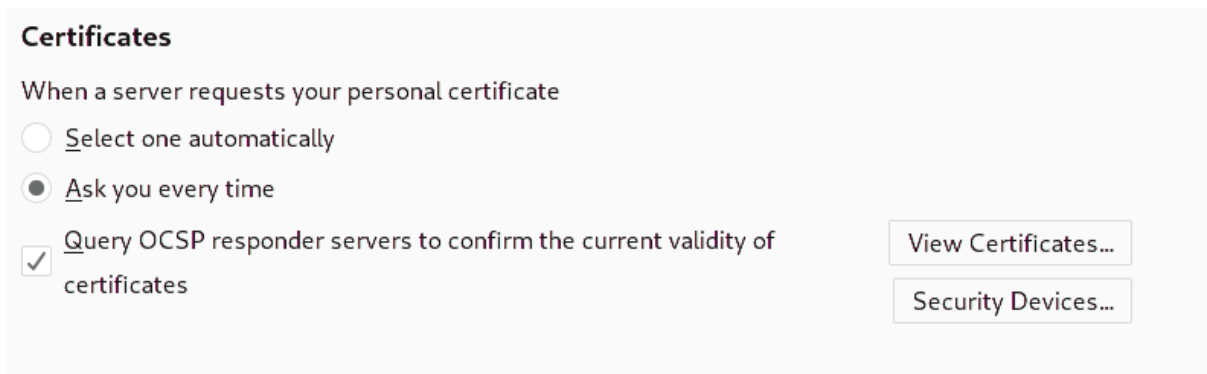 Certificates
When a server requests your personal certificate
Select one automatically
Ask you every time
Query OCSP responder servers to confirm the current validity of
certificates
View Certificates...
Security Devices...